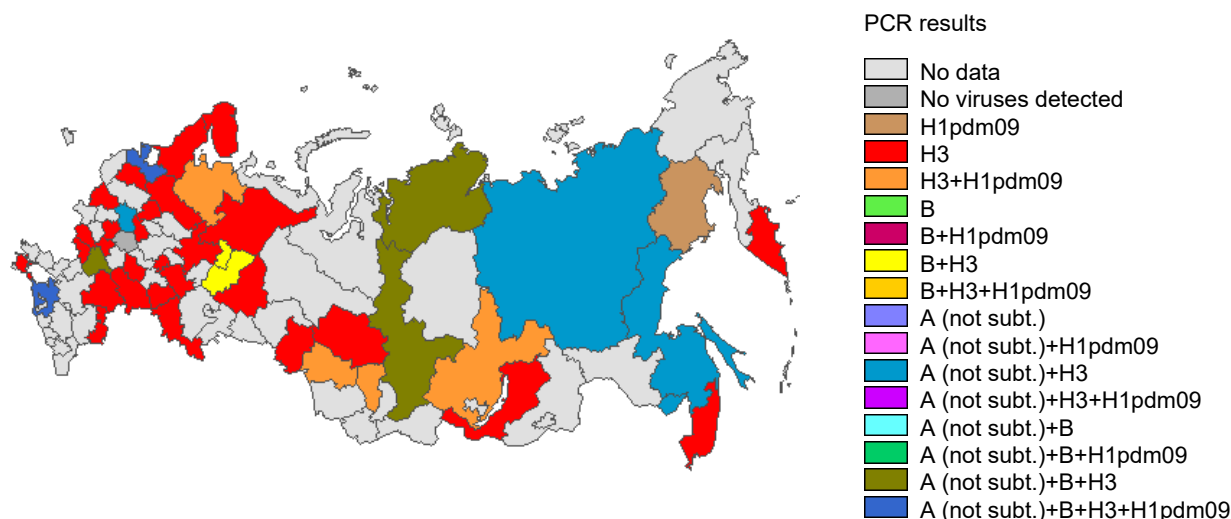 PCR results
No data
No viruses detected
H1pdm09
H3
H3+H1pdm09
B
B+H1pdm09
B+H3
B+H3+H1pdm09
A (not subt.)
A (not subt.)+H1pdm09
A (not subt.)+H3
A (not subt.)+H3+H1pdm09
A (not subt.)+B
A (not subt.)+B+H1pdm09
A (not subt.)+B+H3
A (not subt.)+B+H3+H1pdm09